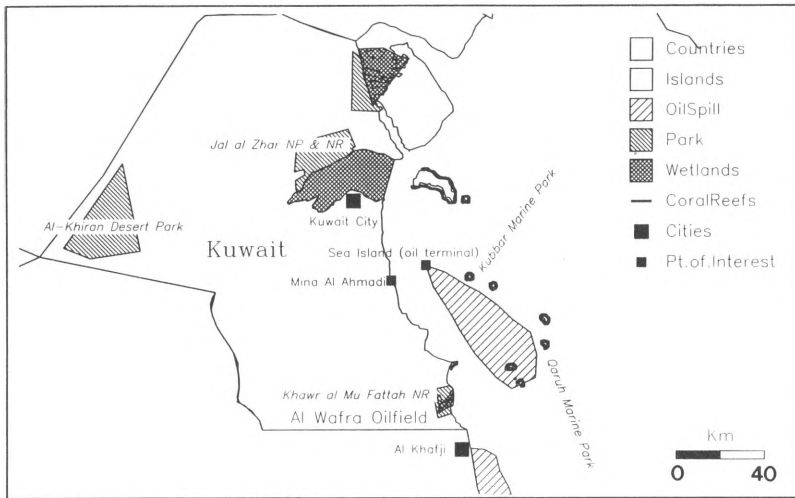 Countries
Islands
OilSpill
Park
Wetlands
CoralReefs
Cities
Pt.of.Interest
Jal al Zhar NP & NR
Al-Khiran Desert Park
Kuwait City
Kuwait
Sea Island (oil terminal)
Kubbar Marine Park
Mina Al Ahmadi
Qaruh Marine Park
Khawr al Mu Fattah NR
Al Wafra Oilfield
Al Khafji
Km
0 40